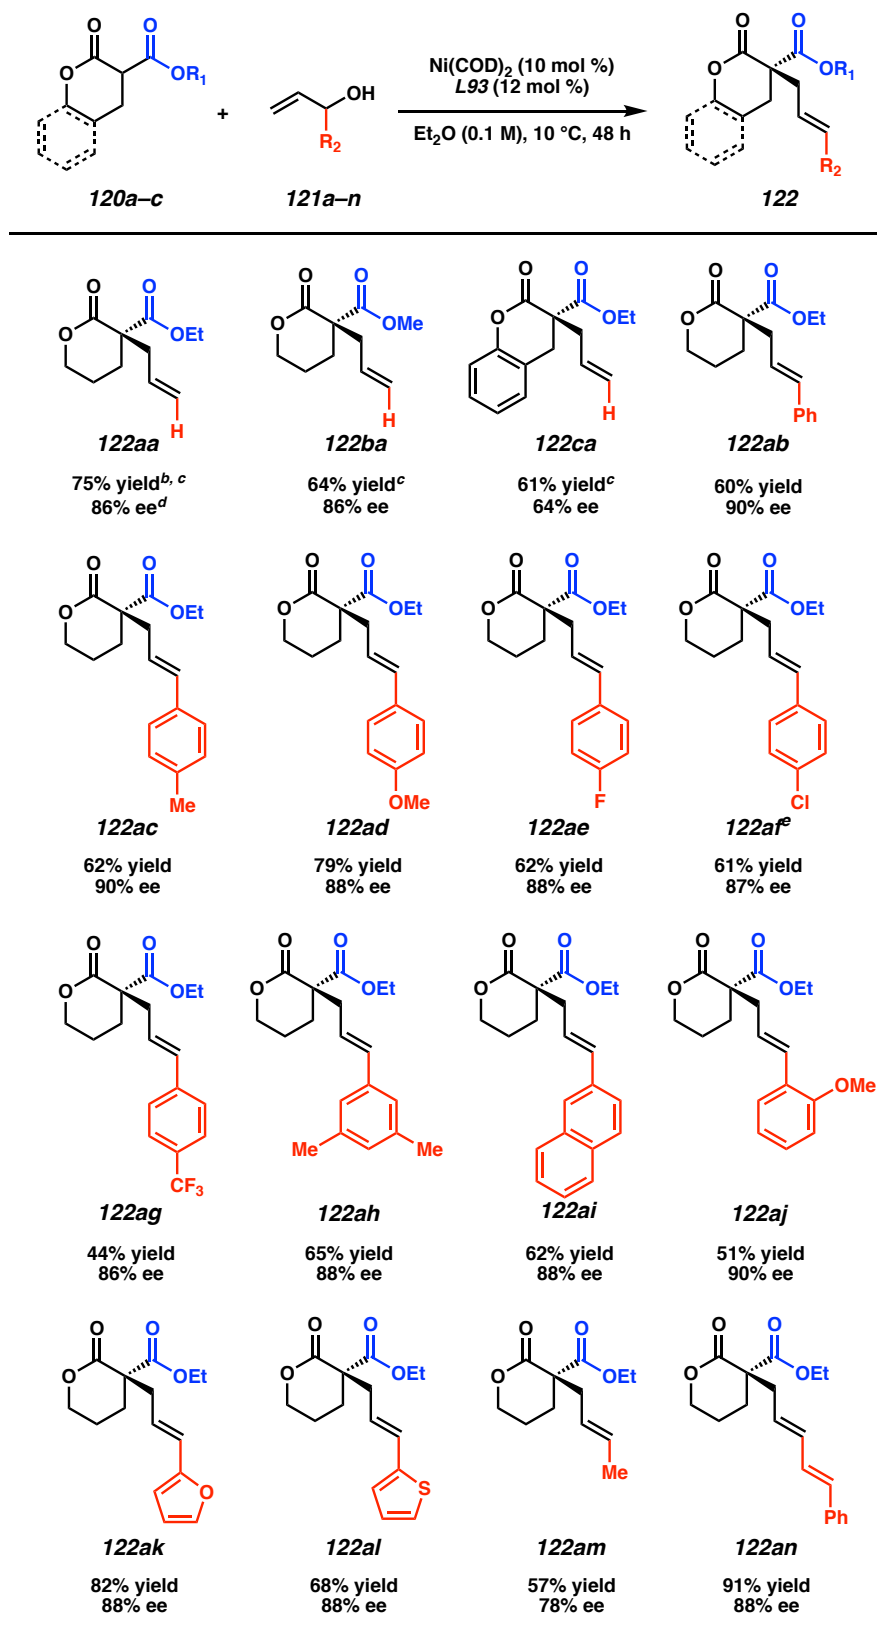 O O
O OR₁
+
OH
R₂
Ni(COD)₂ (10 mol %)
L93 (12 mol %)
Et₂O (0.1 M), 10 °C, 48 h
O O
O OR₁
R₂
120a–c 121a–n 122
O O O O O O O O
O OEt O OMe O OEt O OEt
H H H Ph
122aa 122ba 122ca 122ab
75% yieldᵇ, ᶜ 64% yieldᶜ 61% yieldᶜ 60% yield
86% eeᵈ 86% ee 64% ee 90% ee
O O O O O O O O
O OEt O OEt O OEt O OEt
Me OMe F Cl
122ac 122ad 122ae 122afᵉ
62% yield 79% yield 62% yield 61% yield
90% ee 88% ee 88% ee 87% ee
O O O O O O O O
O OEt O OEt O OEt O OEt
CF₃ Me Me OMe
122ag 122ah 122ai 122aj
44% yield 65% yield 62% yield 51% yield
86% ee 88% ee 88% ee 90% ee
O O O O O O O O
O OEt O OEt O OEt O OEt
O S Me Ph
122ak 122al 122am 122an
82% yield 68% yield 57% yield 91% yield
88% ee 88% ee 78% ee 88% ee